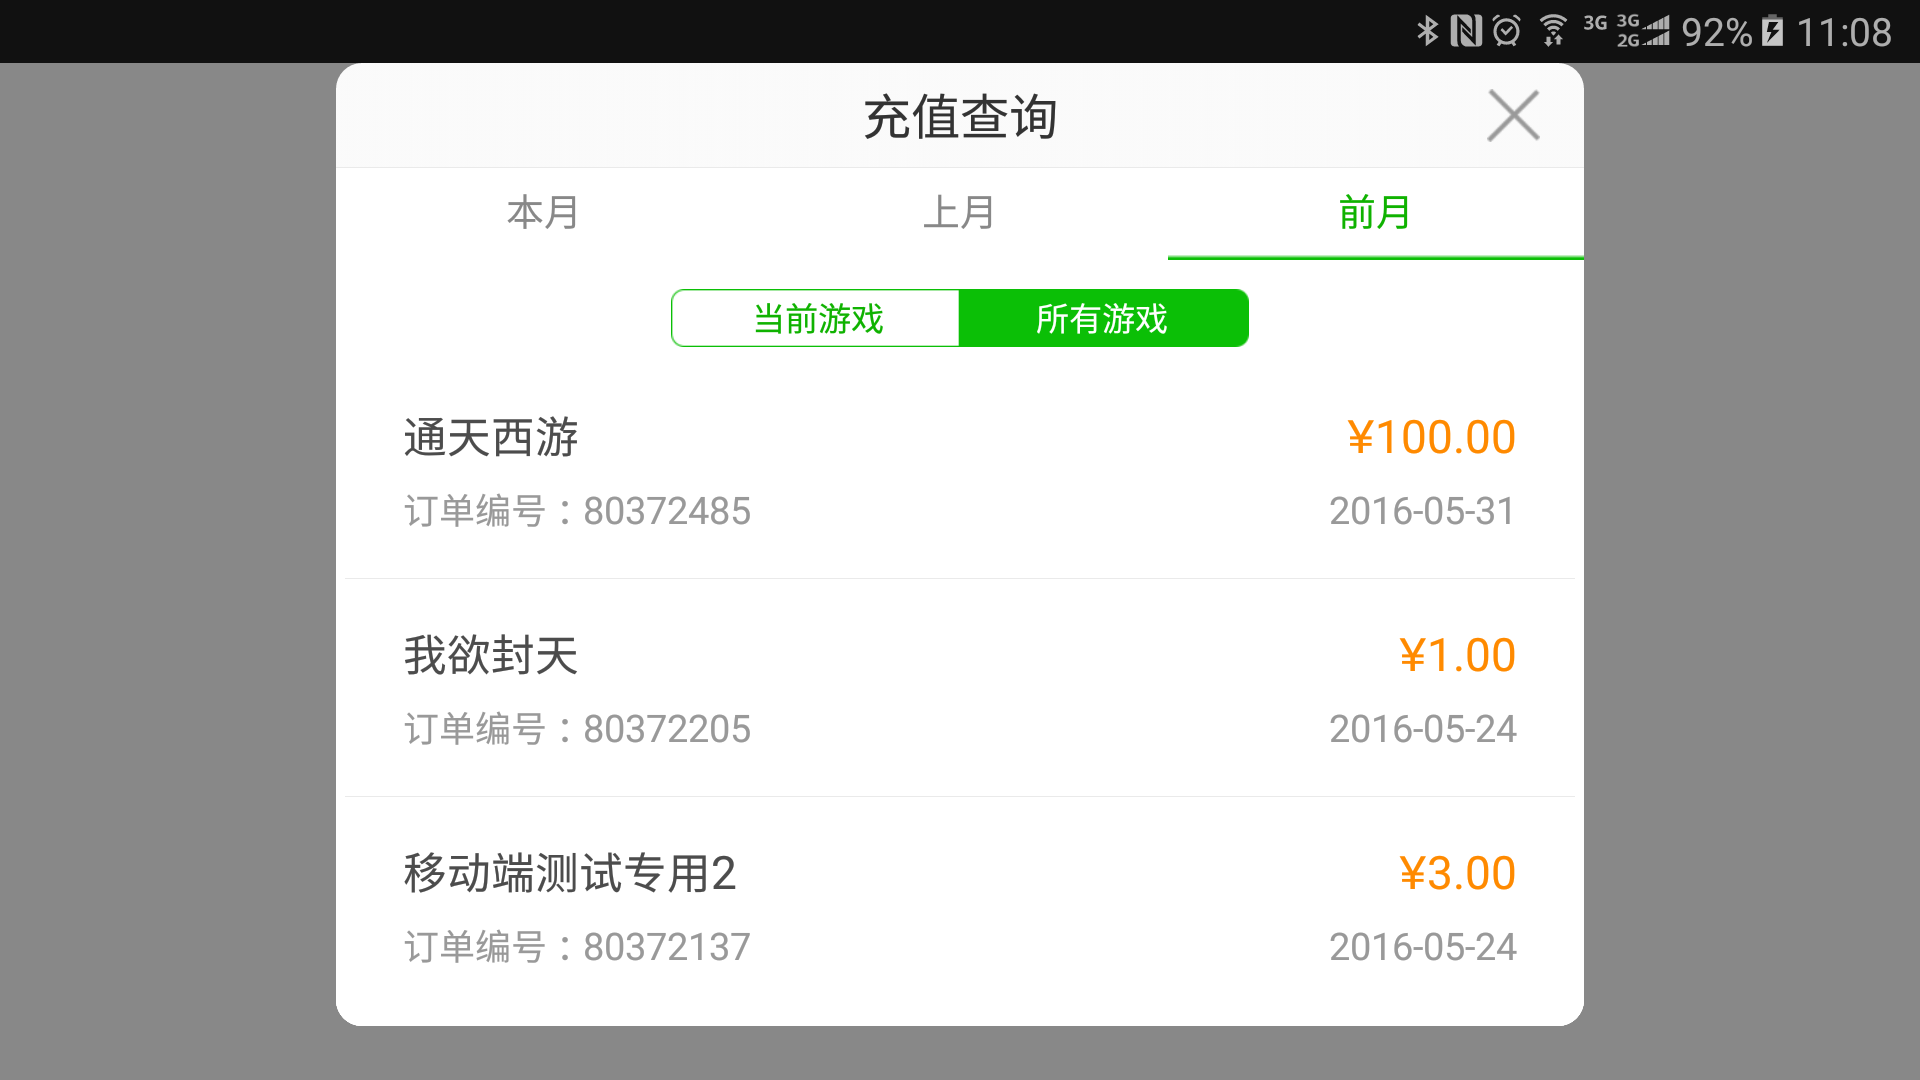 3G 3G 2G 92% 11:08
充值查询
本月 上月 前月
当前游戏 所有游戏
通天西游 ¥100.00
订单编号：80372485 2016-05-31
我欲封天 ¥1.00
订单编号：80372205 2016-05-24
移动端测试专用2 ¥3.00
订单编号：80372137 2016-05-24